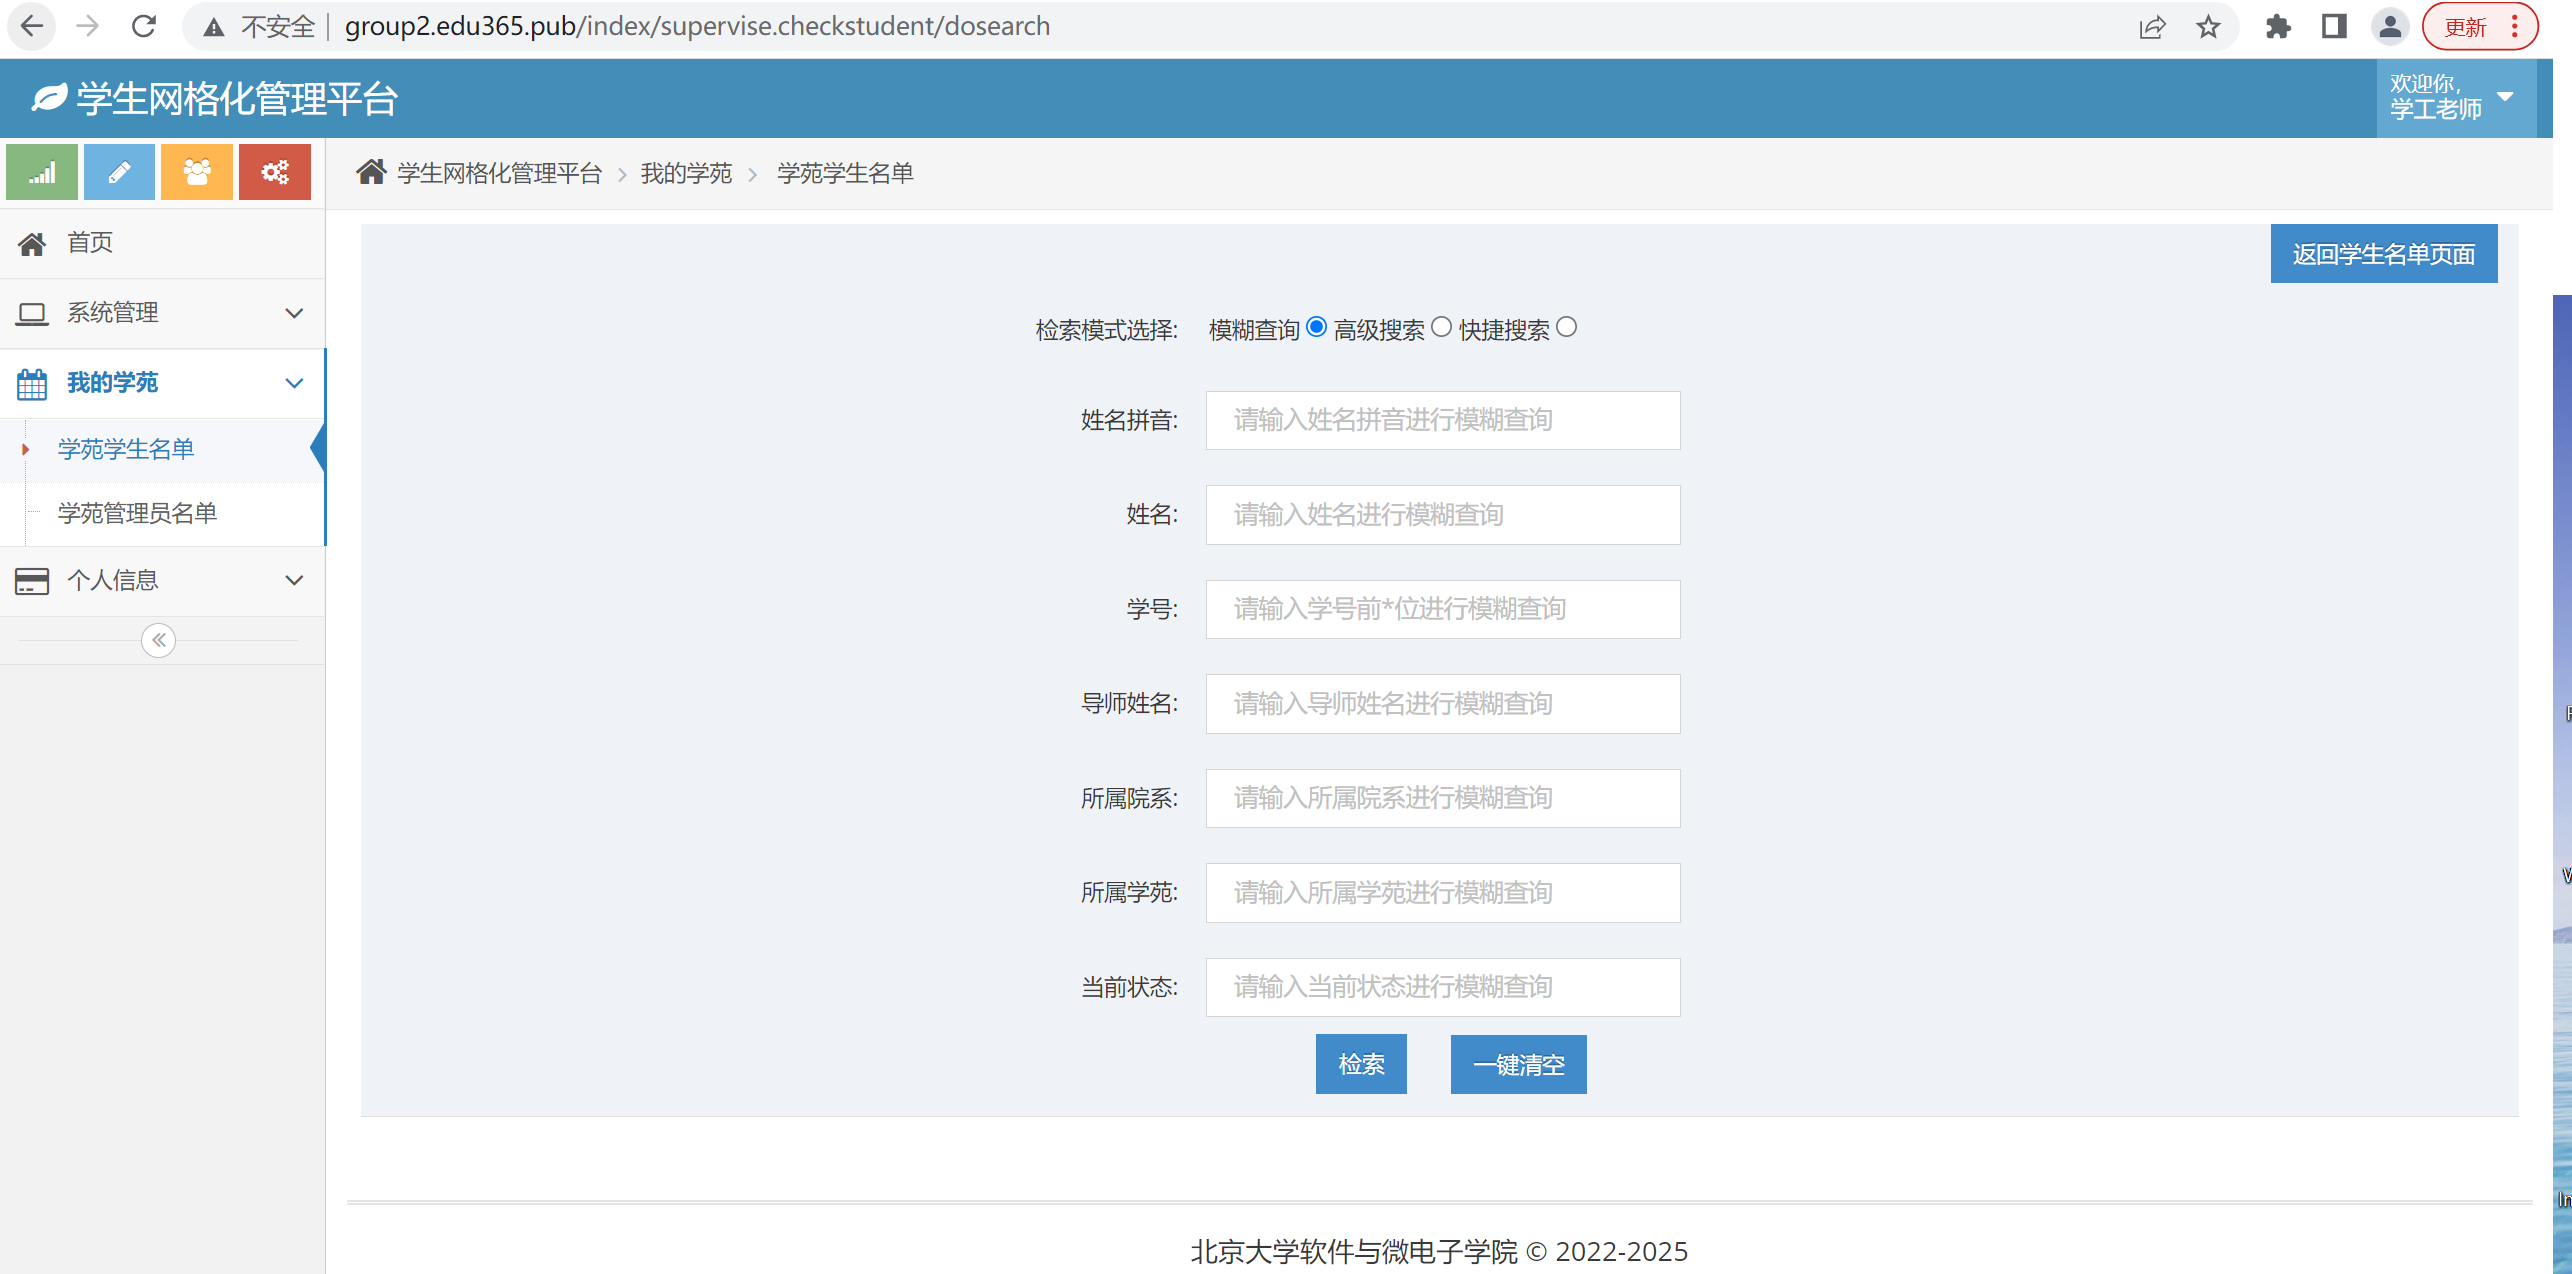 不安全 group2.edu365.pub/index/supervise.checkstudent/dosearch 更新
学生网格化管理平台
欢迎你,
学工老师
学生网格化管理平台 我的学苑 学苑学生名单
首页
系统管理
我的学苑
学苑学生名单
学苑管理员名单
个人信息
返回学生名单页面
检索模式选择: 模糊查询 高级搜索 快捷搜索
姓名拼音: 请输入姓名拼音进行模糊查询
姓名: 请输入姓名进行模糊查询
学号: 请输入学号前*位进行模糊查询
导师姓名: 请输入导师姓名进行模糊查询
所属院系: 请输入所属院系进行模糊查询
所属学苑: 请输入所属学苑进行模糊查询
当前状态: 请输入当前状态进行模糊查询
检索 一键清空
北京大学软件与微电子学院 © 2022-2025